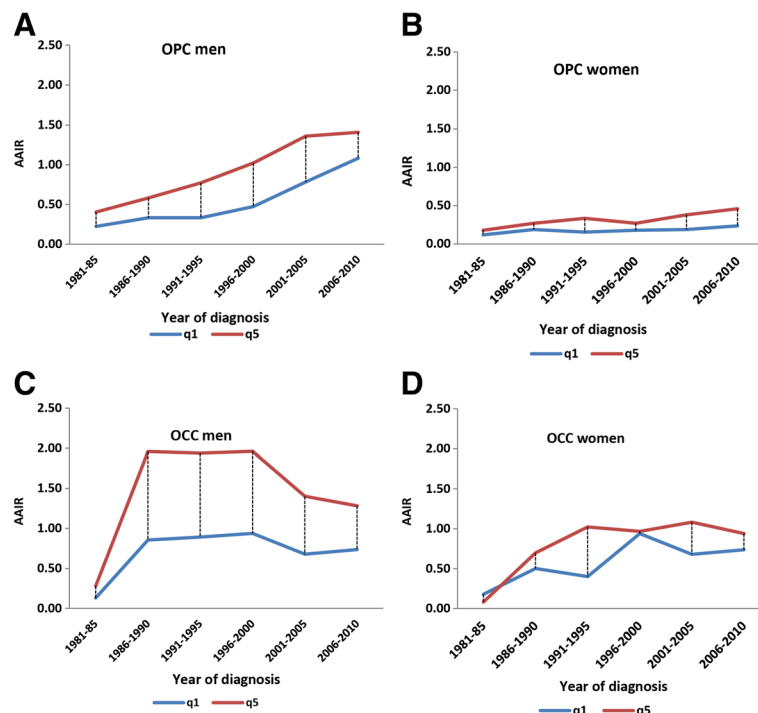 A
OPC men
2.50
2.00
1.50
1.00
0.50
0.00
AAIR
1981-85
1986-1990
1991-1995
1996-2000
2001-2005
2006-2010
Year of diagnosis
q1 q5
B
OPC women
2.50
2.00
1.50
1.00
0.50
0.00
AAIR
1981-85
1986-1990
1991-1995
1996-2000
2001-2005
2006-2010
Year of diagnosis
q1 q5
C
OCC men
2.50
2.00
1.50
1.00
0.50
0.00
AAIR
1981-85
1986-1990
1991-1995
1996-2000
2001-2005
2006-2010
Year of diagnosis
q1 q5
D
OCC women
2.50
2.00
1.50
1.00
0.50
0.00
AAIR
1981-85
1986-1990
1991-1995
1996-2000
2001-2005
2006-2010
Year of diagnosis
q1 q5